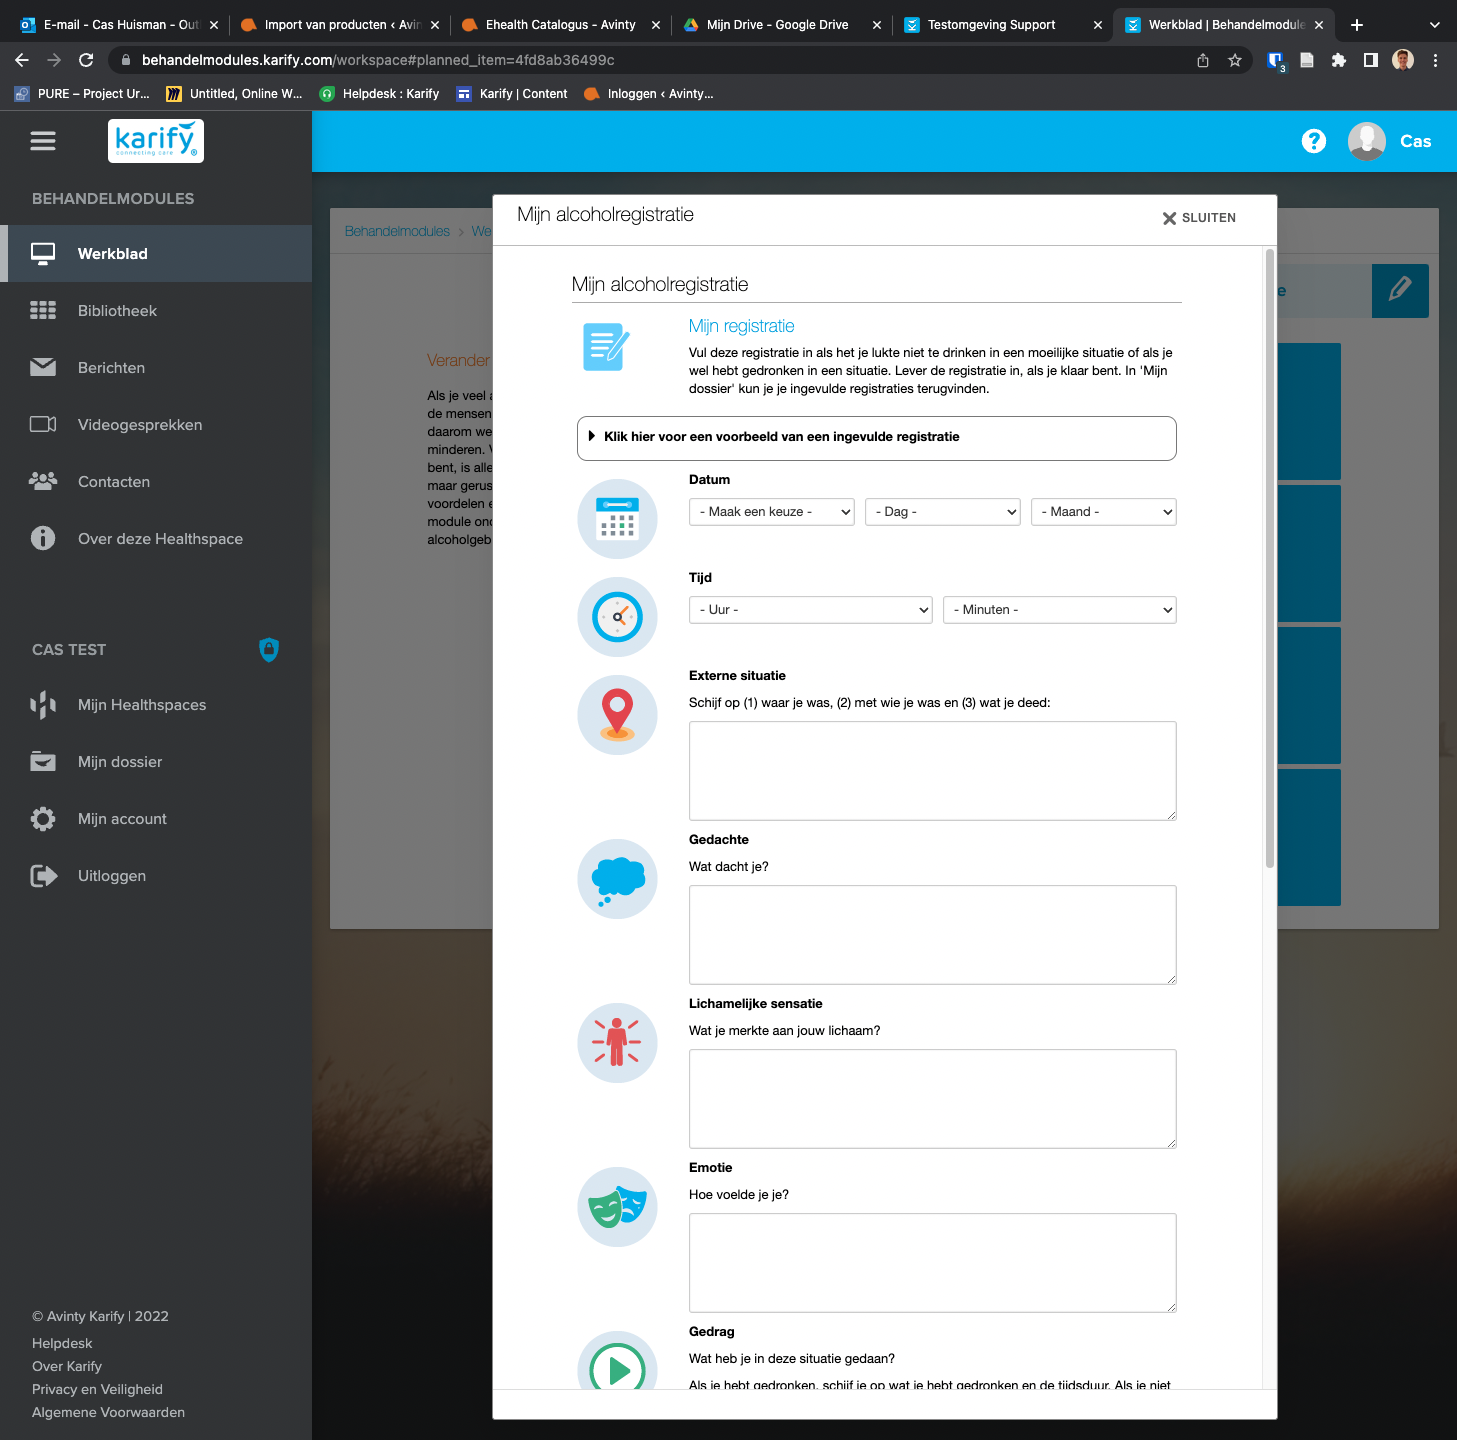 E-mail - Cas Huisman - Out
Import van producten ‹ Avin
Ehealth Catalogus - Avinty
Mijn Drive - Google Drive
Testomgeving Support
Werkblad | Behandelmodule
behandelmodules.karify.com/workspace#planned_item=4fd8ab36499c
3
PURE – Project Ur...
Untitled, Online W...
Helpdesk : Karify
Karify | Content
Inloggen ‹ Avinty...
karify
connecting care
Cas
BEHANDELMODULES
Werkblad
Bibliotheek
Berichten
Videogesprekken
Contacten
Over deze Healthspace
CAS TEST
Mijn Healthspaces
Mijn dossier
Mijn account
Uitloggen
© Avinty Karify | 2022
Helpdesk
Over Karify
Privacy en Veiligheid
Algemene Voorwaarden
Behandelmodules > We
Verander
Als je veel a
de mensen
daarom we
minderen. V
bent, is alle
maar gerus
voordelen e
module ond
alcoholgeb
e
Mijn alcoholregistratie
SLUITEN
Mijn alcoholregistratie
Mijn registratie
Vul deze registratie in als het je lukte niet te drinken in een moeilijke situatie of als je
wel hebt gedronken in een situatie. Lever de registratie in, als je klaar bent. In 'Mijn
dossier' kun je je ingevulde registraties terugvinden.
Klik hier voor een voorbeeld van een ingevulde registratie
Datum
- Maak een keuze -
- Dag -
- Maand -
Tijd
- Uur -
- Minuten -
Externe situatie
Schijf op (1) waar je was, (2) met wie je was en (3) wat je deed:
Gedachte
Wat dacht je?
Lichamelijke sensatie
Wat je merkte aan jouw lichaam?
Emotie
Hoe voelde je je?
Gedrag
Wat heb je in deze situatie gedaan?
Als je hebt gedronken, schijf je op wat je hebt gedronken en de tijdsduur. Als je niet